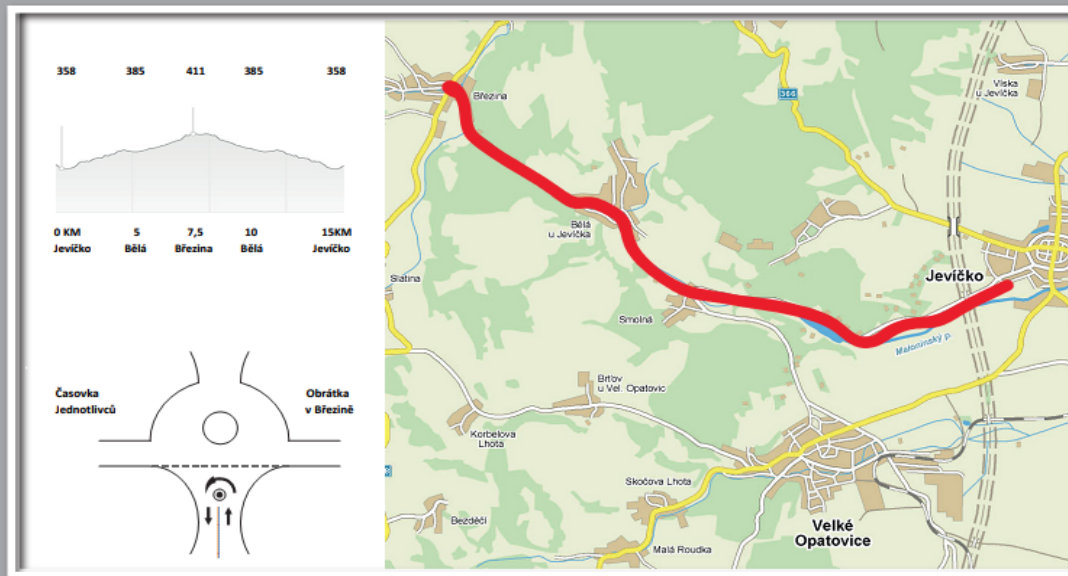 358 385 411 385 358
0 KM 5 7,5 10 15KM
Jevíčko Bělá Březina Bělá Jevíčko
Časovka
Jednotlivců
Obrátka
v Březině
Březina
366
Víska
u Jevíčka
Bělá
u Jevíčka
Slatina
Jevíčko
Smolná
Malonínský p.
Brťov
u Vel. Opatovic
Korbelova
Lhota
Skočova Lhota
Bezděčí
Velké
Opatovice
Malá Roudka